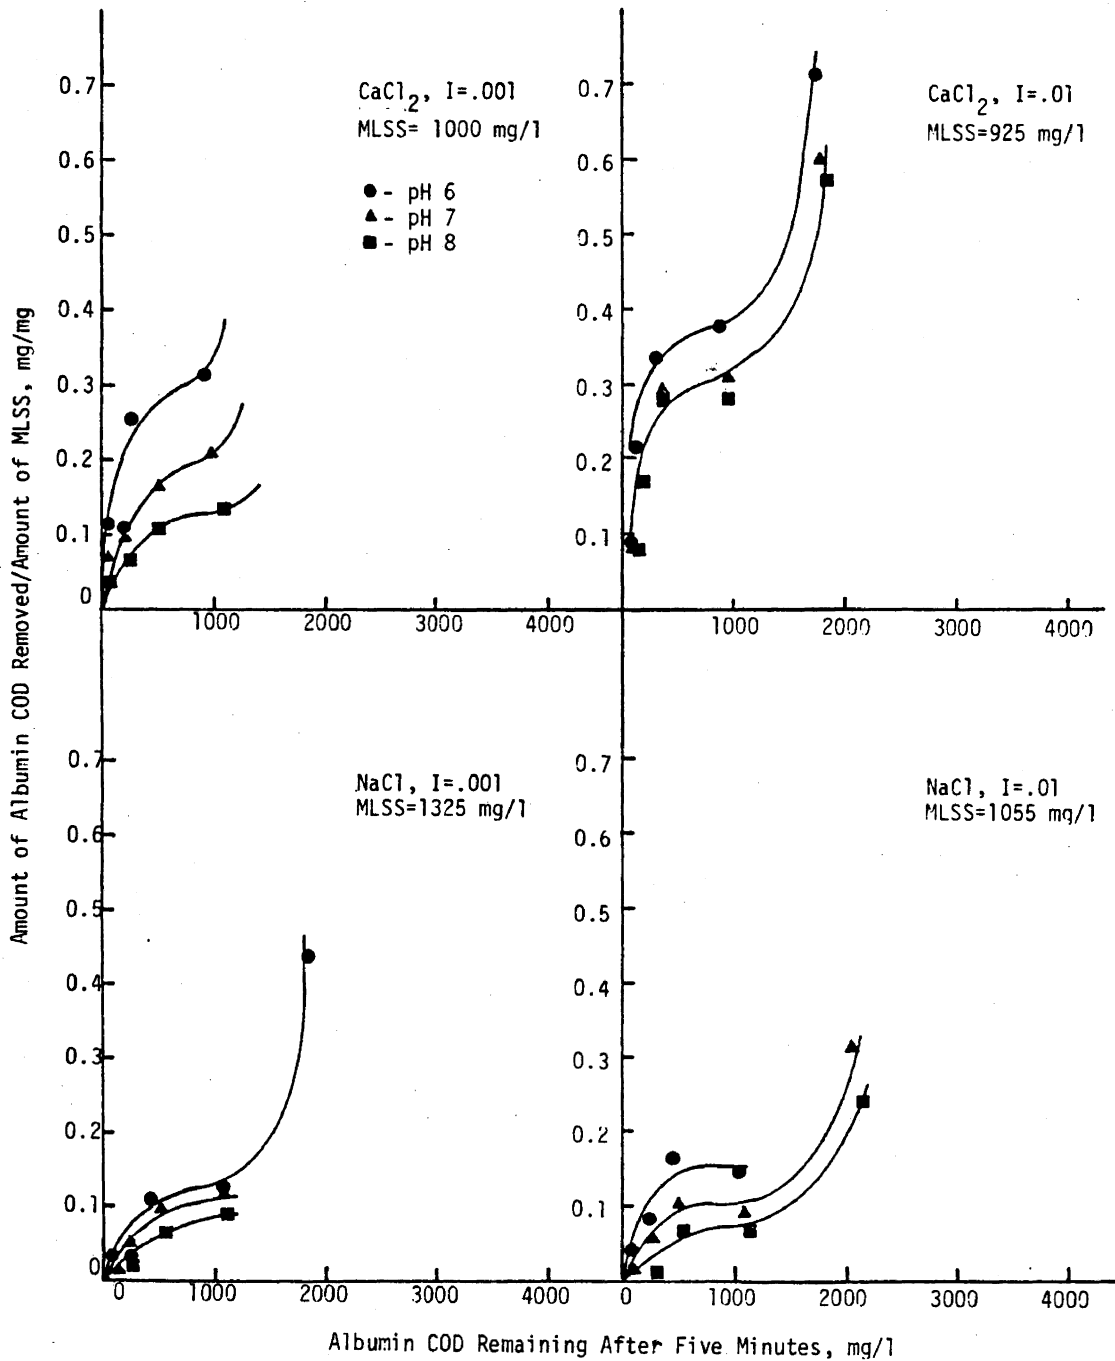 Amount of Albumin COD Removed/Amount of MLSS, mg/mg
CaCl2, I=.001
MLSS= 1000 mg/l
● - pH 6
▲ - pH 7
■ - pH 8
0.7
0.6
0.5
0.4
0.3
0.2
0.1
0
1000 2000 3000 4000
CaCl2, I=.01
MLSS=925 mg/l
0.7
0.6
0.5
0.4
0.3
0.2
0.1
1000 2000 3000 4000
NaCl, I=.001
MLSS=1325 mg/l
0.7
0.6
0.5
0.4
0.3
0.2
0.1
0
0 1000 2000 3000 4000
NaCl, I=.01
MLSS=1055 mg/l
0.7
0.6
0.5
0.4
0.3
0.2
0.1
0 1000 2000 3000 4000
Albumin COD Remaining After Five Minutes, mg/l